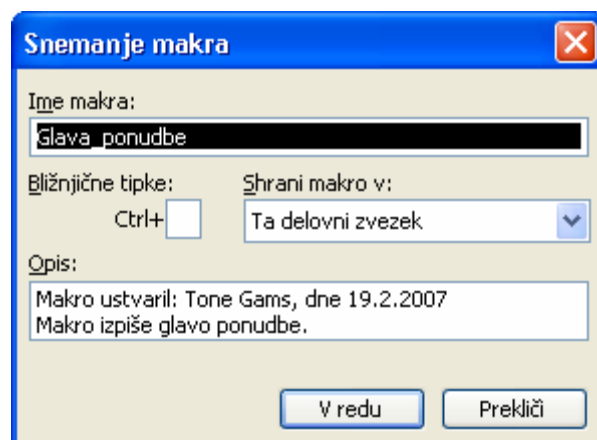 Snemanje makra
Ime makra:
Glava_ponudbe
Bližnjične tipke: Shrani makro v:
Ctrl+ Ta delovni zvezek
Opis:
Makro ustvaril: Tone Gams, dne 19.2.2007
Makro izpiše glavo ponudbe.
V redu Prekliči